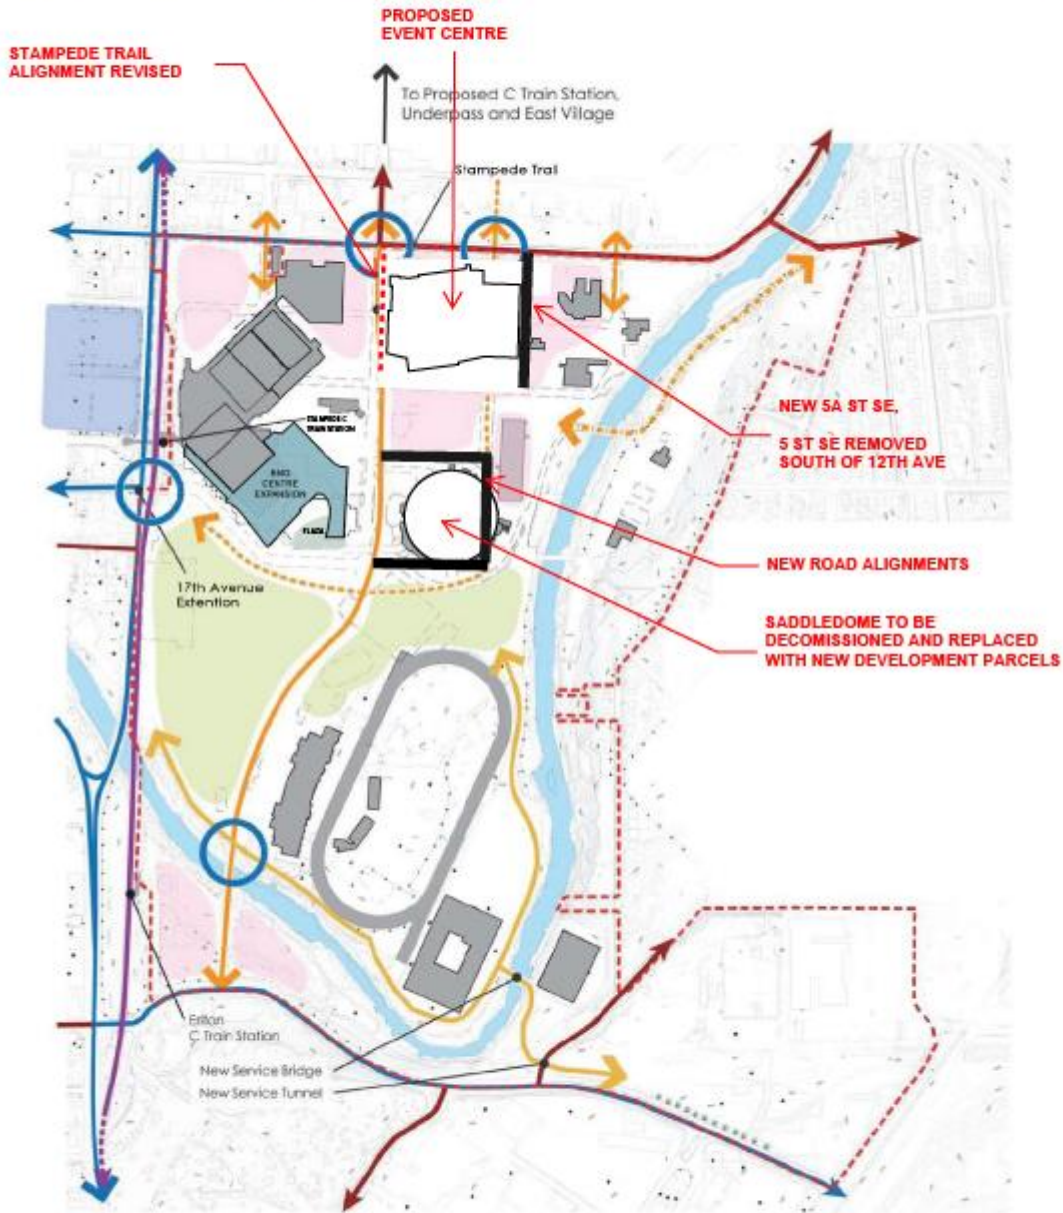 PROPOSED
EVENT CENTRE
STAMPEDE TRAIL
ALIGNMENT REVISED
To Proposed C Train Station,
Underpass and East Village
Stampede Trail
NEW 5A ST SE,
5 ST SE REMOVED
SOUTH OF 12TH AVE
TRAIN STATION
BMO
CENTRE
EXPANSION
PLAZA
NEW ROAD ALIGNMENTS
17th Avenue
Extention
SADDLEDOME TO BE
DECOMISSIONED AND REPLACED
WITH NEW DEVELOPMENT PARCELS
Erlton
C Train Station
New Service Bridge
New Service Tunnel